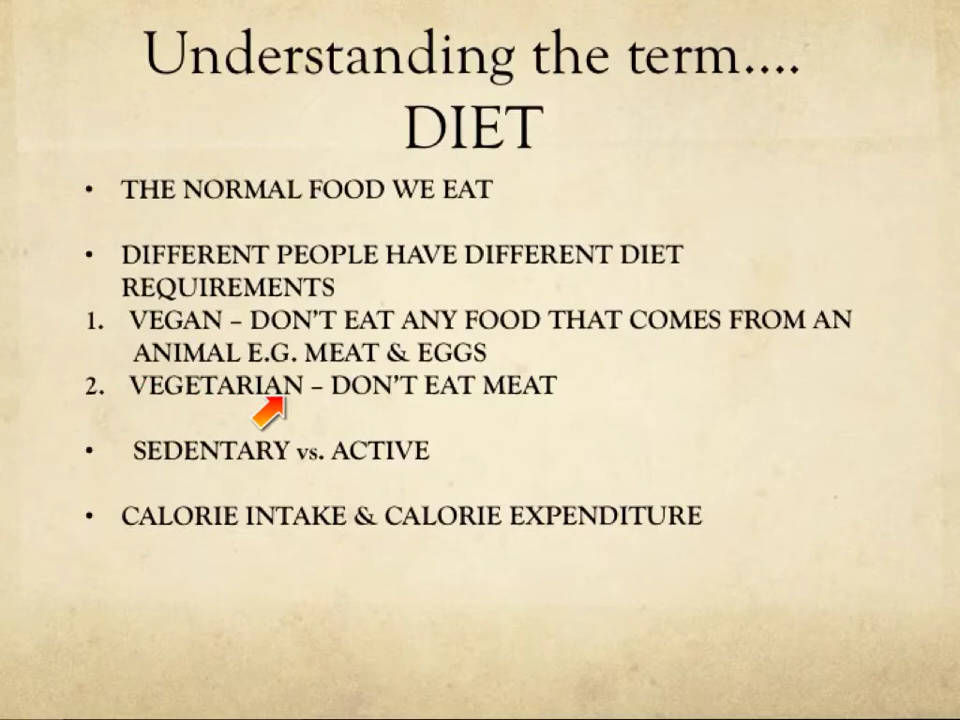 Understanding the term....
DIET
• THE NORMAL FOOD WE EAT
• DIFFERENT PEOPLE HAVE DIFFERENT DIET
REQUIREMENTS
1. VEGAN – DON'T EAT ANY FOOD THAT COMES FROM AN
ANIMAL E.G. MEAT & EGGS
2. VEGETARIAN – DON'T EAT MEAT
• SEDENTARY vs. ACTIVE
• CALORIE INTAKE & CALORIE EXPENDITURE